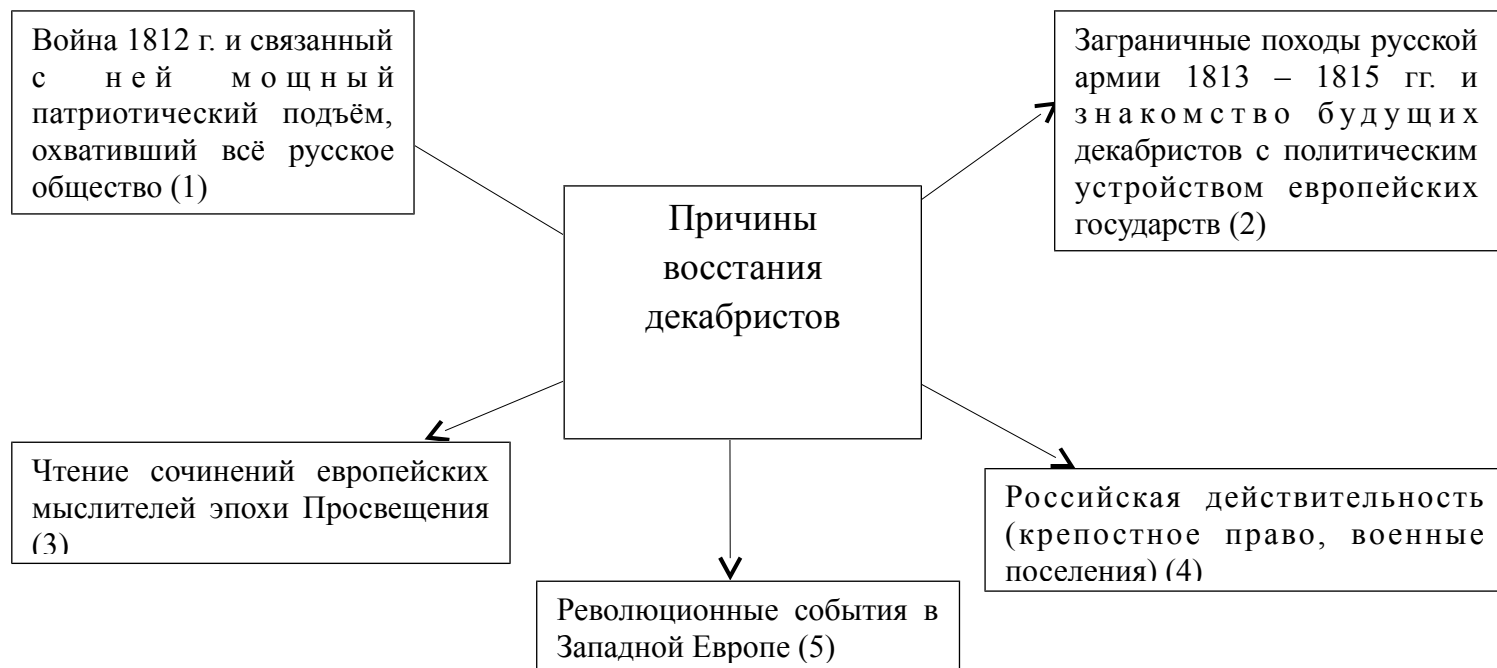 Война 1812 г. и связанный
с ней мощный
патриотический подъём,
охвативший всё русское
общество (1)
Заграничные походы русской
армии 1813 – 1815 гг. и
знакомство будущих
декабристов с политическим
устройством европейских
государств (2)
Причины
восстания
декабристов
Чтение сочинений европейских
мыслителей эпохи Просвещения
(3)
Российская действительность
(крепостное право, военные
поселения) (4)
Революционные события в
Западной Европе (5)